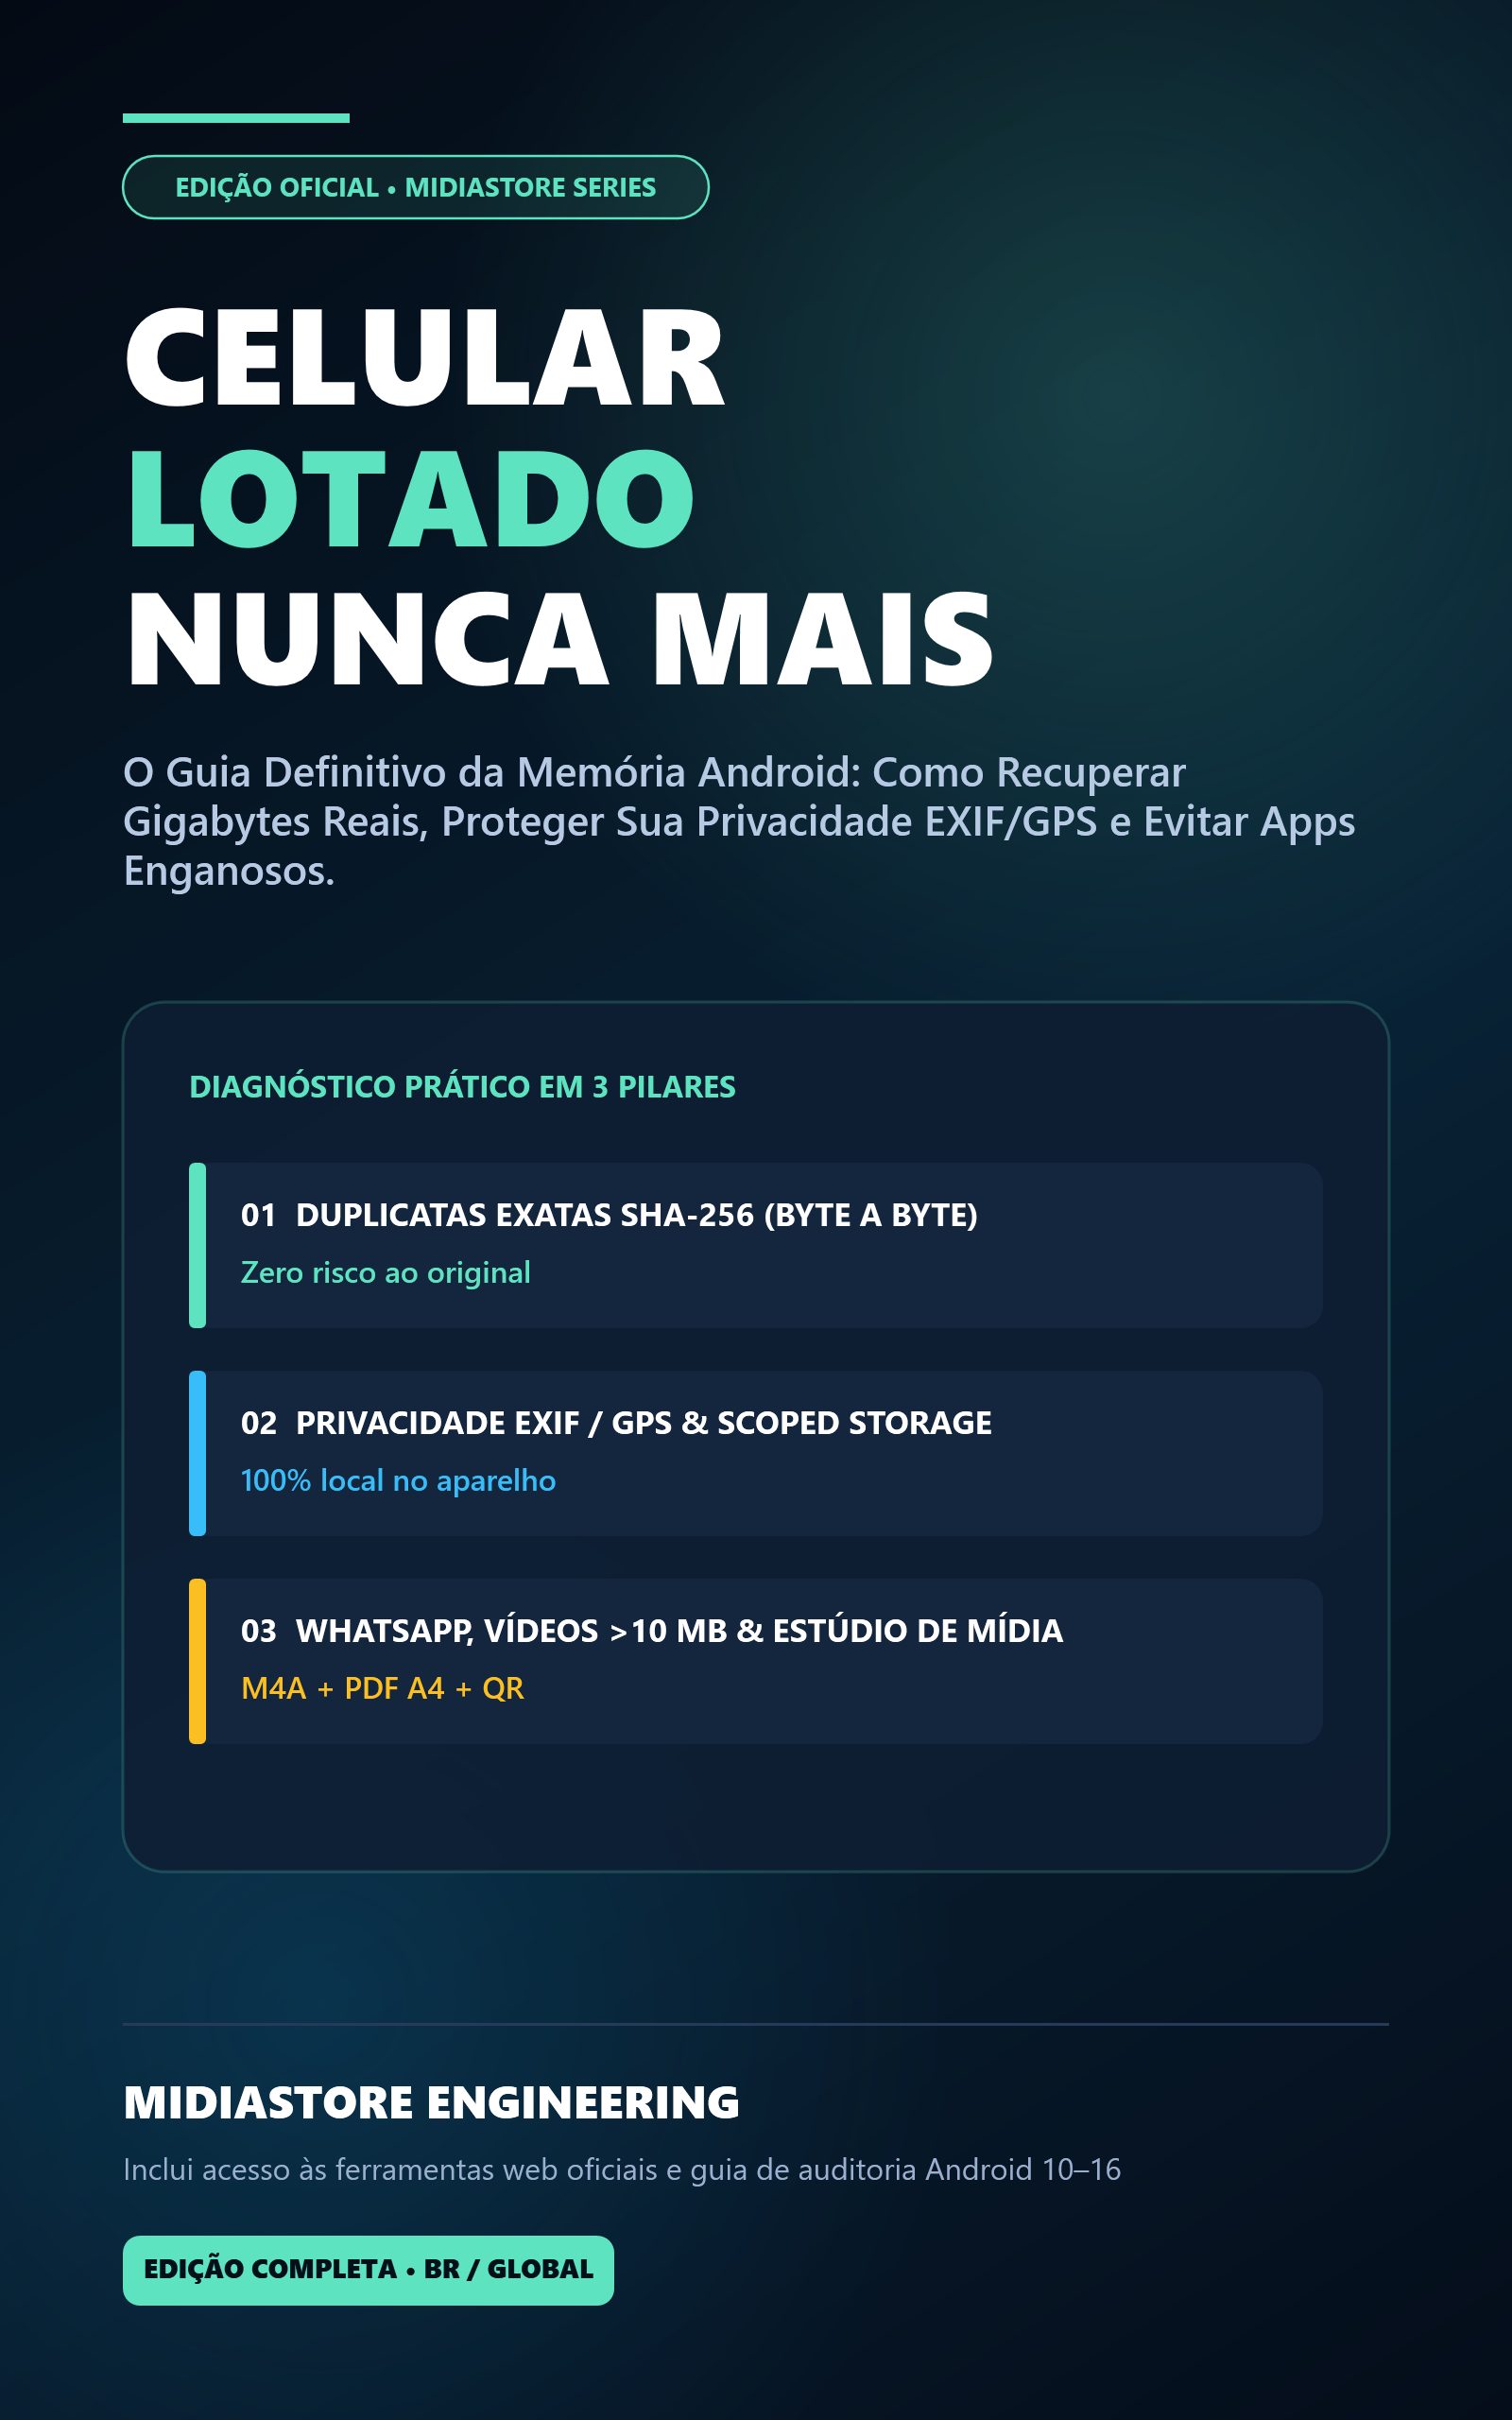 EDIÇÃO OFICIAL • MIDIASTORE SERIES
CELULAR
LOTADO
NUNCA MAIS
O Guia Definitivo da Memória Android: Como Recuperar
Gigabytes Reais, Proteger Sua Privacidade EXIF/GPS e Evitar Apps
Enganosos.
DIAGNÓSTICO PRÁTICO EM 3 PILARES
01 DUPLICATAS EXATAS SHA-256 (BYTE A BYTE)
Zero risco ao original
02 PRIVACIDADE EXIF / GPS & SCOPED STORAGE
100% local no aparelho
03 WHATSAPP, VÍDEOS >10 MB & ESTÚDIO DE MÍDIA
M4A + PDF A4 + QR
MIDIASTORE ENGINEERING
Inclui acesso às ferramentas web oficiais e guia de auditoria Android 10–16
EDIÇÃO COMPLETA • BR / GLOBAL